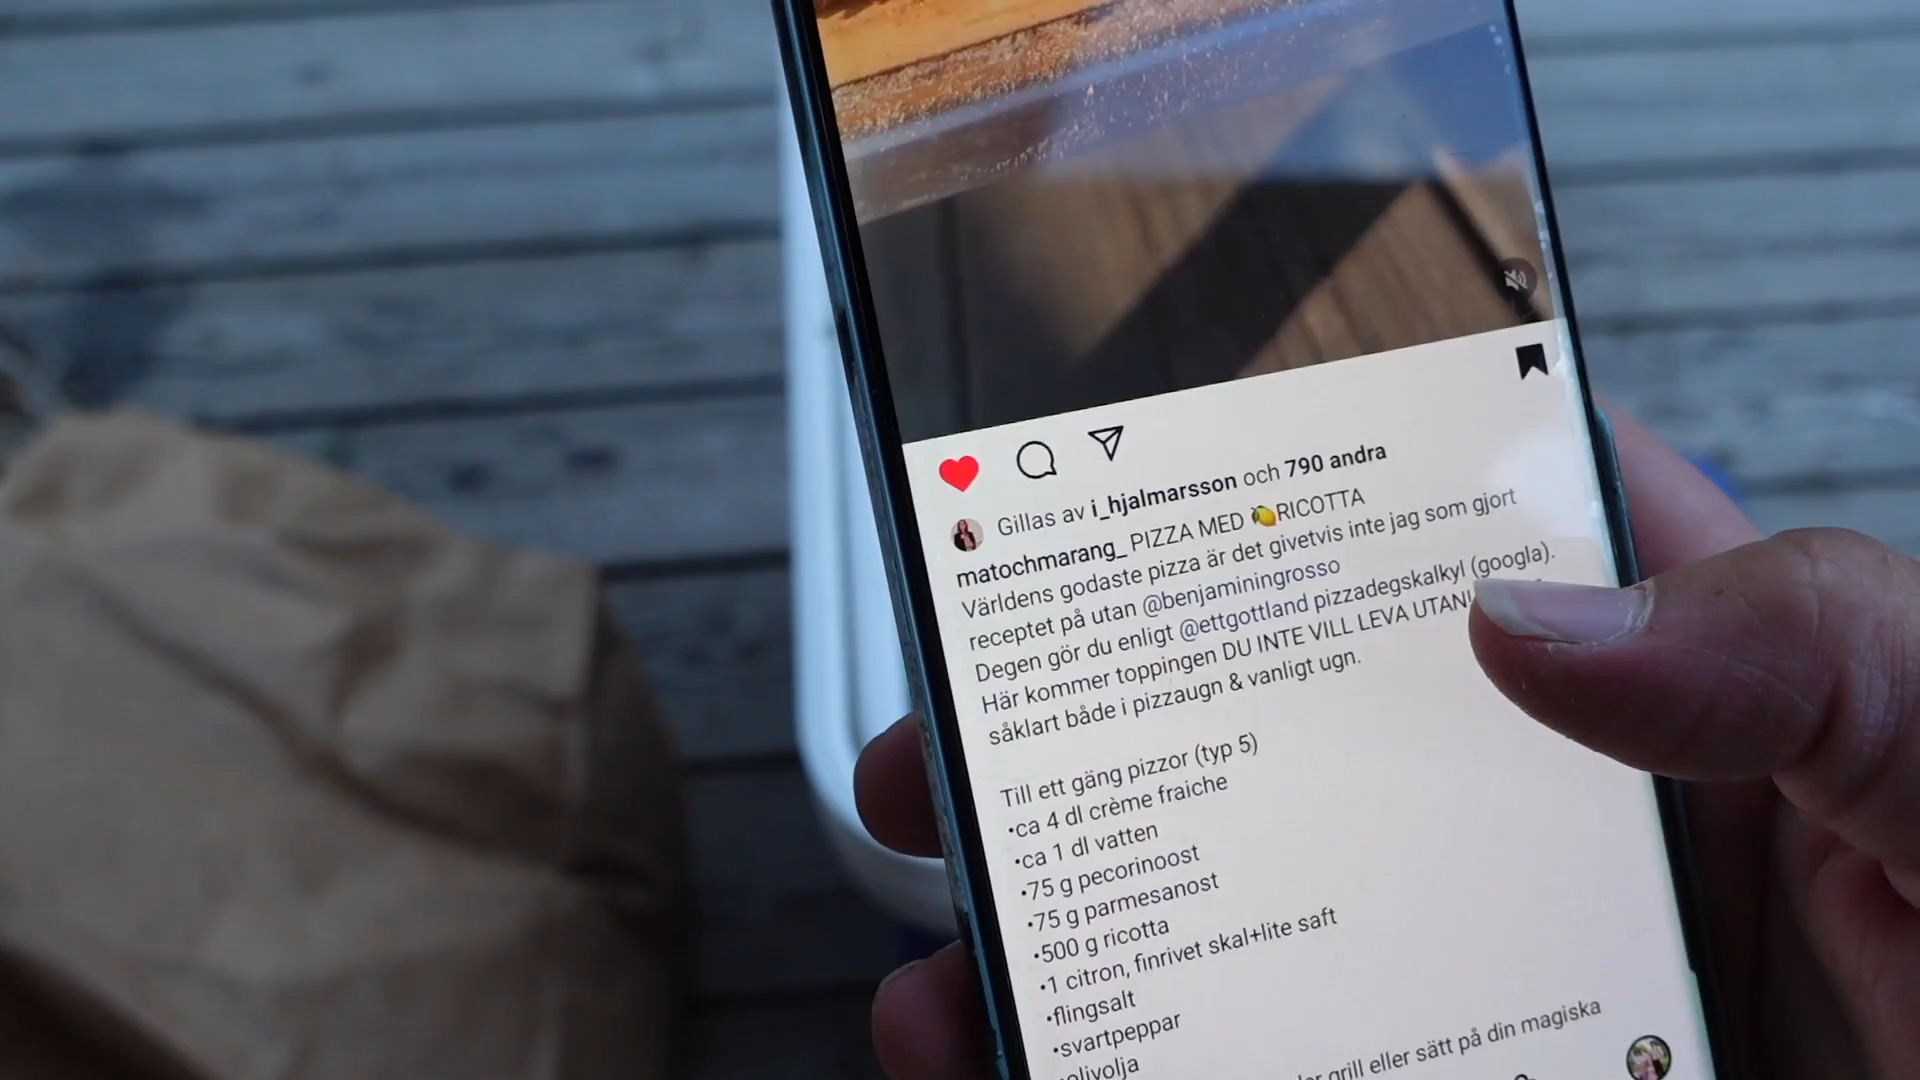 Gillas av i_hjalmarsson och 790 andra
matochmarang_ PIZZA MED 🍋RICOTTA
Världens godaste pizza är det givetvis inte jag som gjort
receptet på utan @benjaminingrosso
Degen gör du enligt @ettgottland pizzadegskalkyl (googla).
Här kommer toppingen DU INTE VILL LEVA UTAN
såklart både i pizzaugn & vanligt ugn.
Till ett gäng pizzor (typ 5)
•ca 4 dl crème fraiche
•ca 1 dl vatten
•75 g pecorinoost
•75 g parmesanost
•500 g ricotta
•1 citron, finrivet skal+lite saft
•flingsalt
•svartpeppar
olivolja
grill eller sätt på din magiska